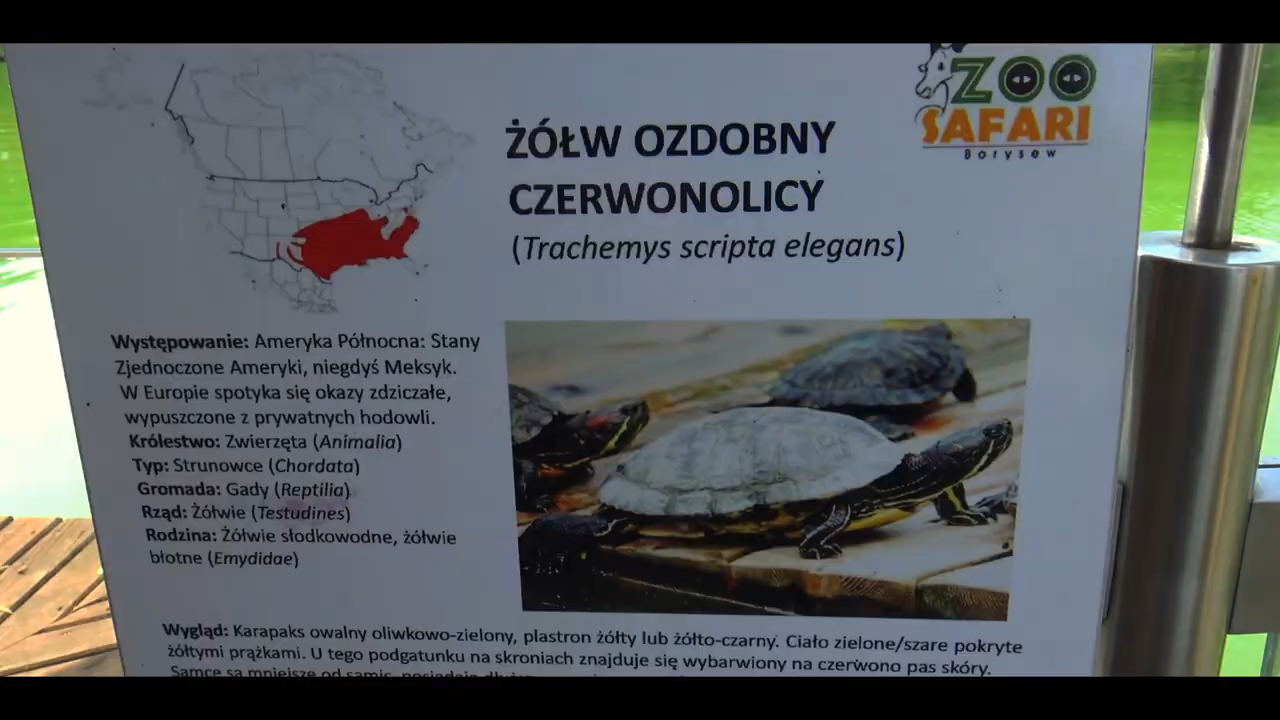 ZOO
SAFARI
Borysew
ŻÓŁW OZDOBNY
CZERWONOLICY
(Trachemys scripta elegans)
Występowanie: Ameryka Północna: Stany
Zjednoczone Ameryki, niegdyś Meksyk.
W Europie spotyka się okazy zdziczałe,
wypuszczone z prywatnych hodowli.
Królestwo: Zwierzęta (Animalia)
Typ: Strunowce (Chordata)
Gromada: Gady (Reptilia)
Rząd: Żółwie (Testudines)
Rodzina: Żółwie słodkowodne, żółwie
błotne (Emydidae)
Wygląd: Karapaks owalny oliwkowo-zielony, plastron żółty lub żółto-czarny. Ciało zielone/szare pokryte
żółtymi prążkami. U tego podgatunku na skroniach znajduje się wybarwiony na czerwono pas skóry.
Samce są mniejsze od samic, posiadają